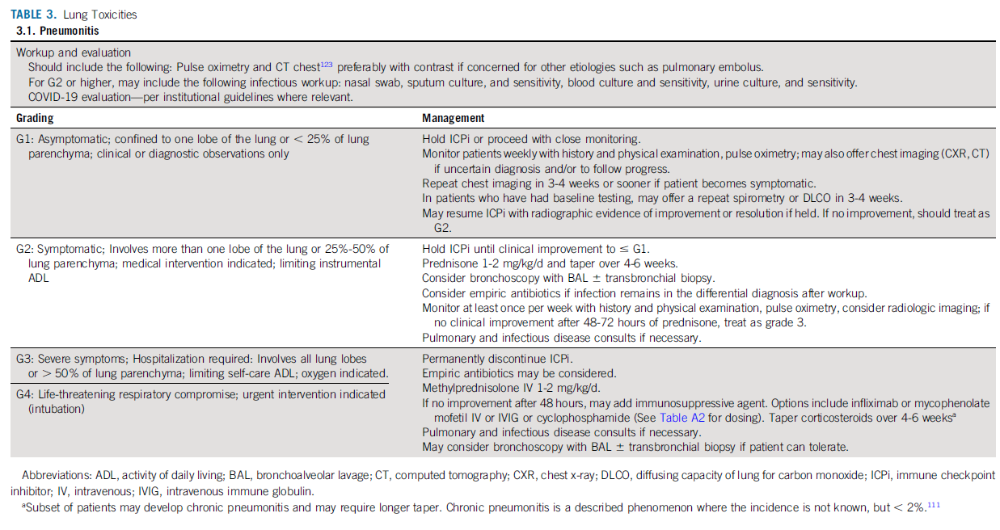 TABLE 3. Lung Toxicities
3.1. Pneumonitis
Workup and evaluation
Should include the following: Pulse oximetry and CT chest123 preferably with contrast if concerned for other etiologies such as pulmonary embolus.
For G2 or higher, may include the following infectious workup: nasal swab, sputum culture, and sensitivity, blood culture and sensitivity, urine culture, and sensitivity.
COVID-19 evaluation—per institutional guidelines where relevant.
Grading
Management
G1: Asymptomatic; confined to one lobe of the lung or < 25% of lung
parenchyma; clinical or diagnostic observations only
Hold ICPi or proceed with close monitoring.
Monitor patients weekly with history and physical examination, pulse oximetry; may also offer chest imaging (CXR, CT)
if uncertain diagnosis and/or to follow progress.
Repeat chest imaging in 3-4 weeks or sooner if patient becomes symptomatic.
In patients who have had baseline testing, may offer a repeat spirometry or DLCO in 3-4 weeks.
May resume ICPi with radiographic evidence of improvement or resolution if held. If no improvement, should treat as
G2.
G2: Symptomatic; Involves more than one lobe of the lung or 25%-50% of
lung parenchyma; medical intervention indicated; limiting instrumental
ADL
Hold ICPi until clinical improvement to ≤ G1.
Prednisone 1-2 mg/kg/d and taper over 4-6 weeks.
Consider bronchoscopy with BAL ± transbronchial biopsy.
Consider empiric antibiotics if infection remains in the differential diagnosis after workup.
Monitor at least once per week with history and physical examination, pulse oximetry, consider radiologic imaging; if
no clinical improvement after 48-72 hours of prednisone, treat as grade 3.
Pulmonary and infectious disease consults if necessary.
G3: Severe symptoms; Hospitalization required: Involves all lung lobes
or > 50% of lung parenchyma; limiting self-care ADL; oxygen indicated.
G4: Life-threatening respiratory compromise; urgent intervention indicated
(intubation)
Permanently discontinue ICPi.
Empiric antibiotics may be considered.
Methylprednisolone IV 1-2 mg/kg/d.
If no improvement after 48 hours, may add immunosuppressive agent. Options include infliximab or mycophenolate
mofetil IV or IVIG or cyclophosphamide (See Table A2 for dosing). Taper corticosteroids over 4-6 weeksa
Pulmonary and infectious disease consults if necessary.
May consider bronchoscopy with BAL ± transbronchial biopsy if patient can tolerate.
Abbreviations: ADL, activity of daily living; BAL, bronchoalveolar lavage; CT, computed tomography; CXR, chest x-ray; DLCO, diffusing capacity of lung for carbon monoxide; ICPi, immune checkpoint
inhibitor; IV, intravenous; IVIG, intravenous immune globulin.
aSubset of patients may develop chronic pneumonitis and may require longer taper. Chronic pneumonitis is a described phenomenon where the incidence is not known, but < 2%.111